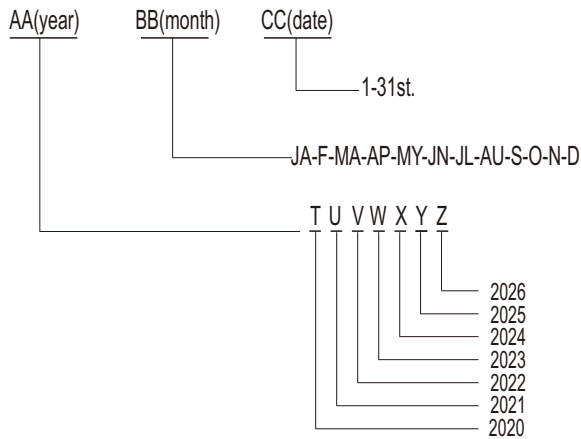 AA(year) BB(month) CC(date)
1-31st.
JA-F-MA-AP-MY-JN-JL-AU-S-O-N-D
T U V W X Y Z
2026
2025
2024
2023
2022
2021
2020